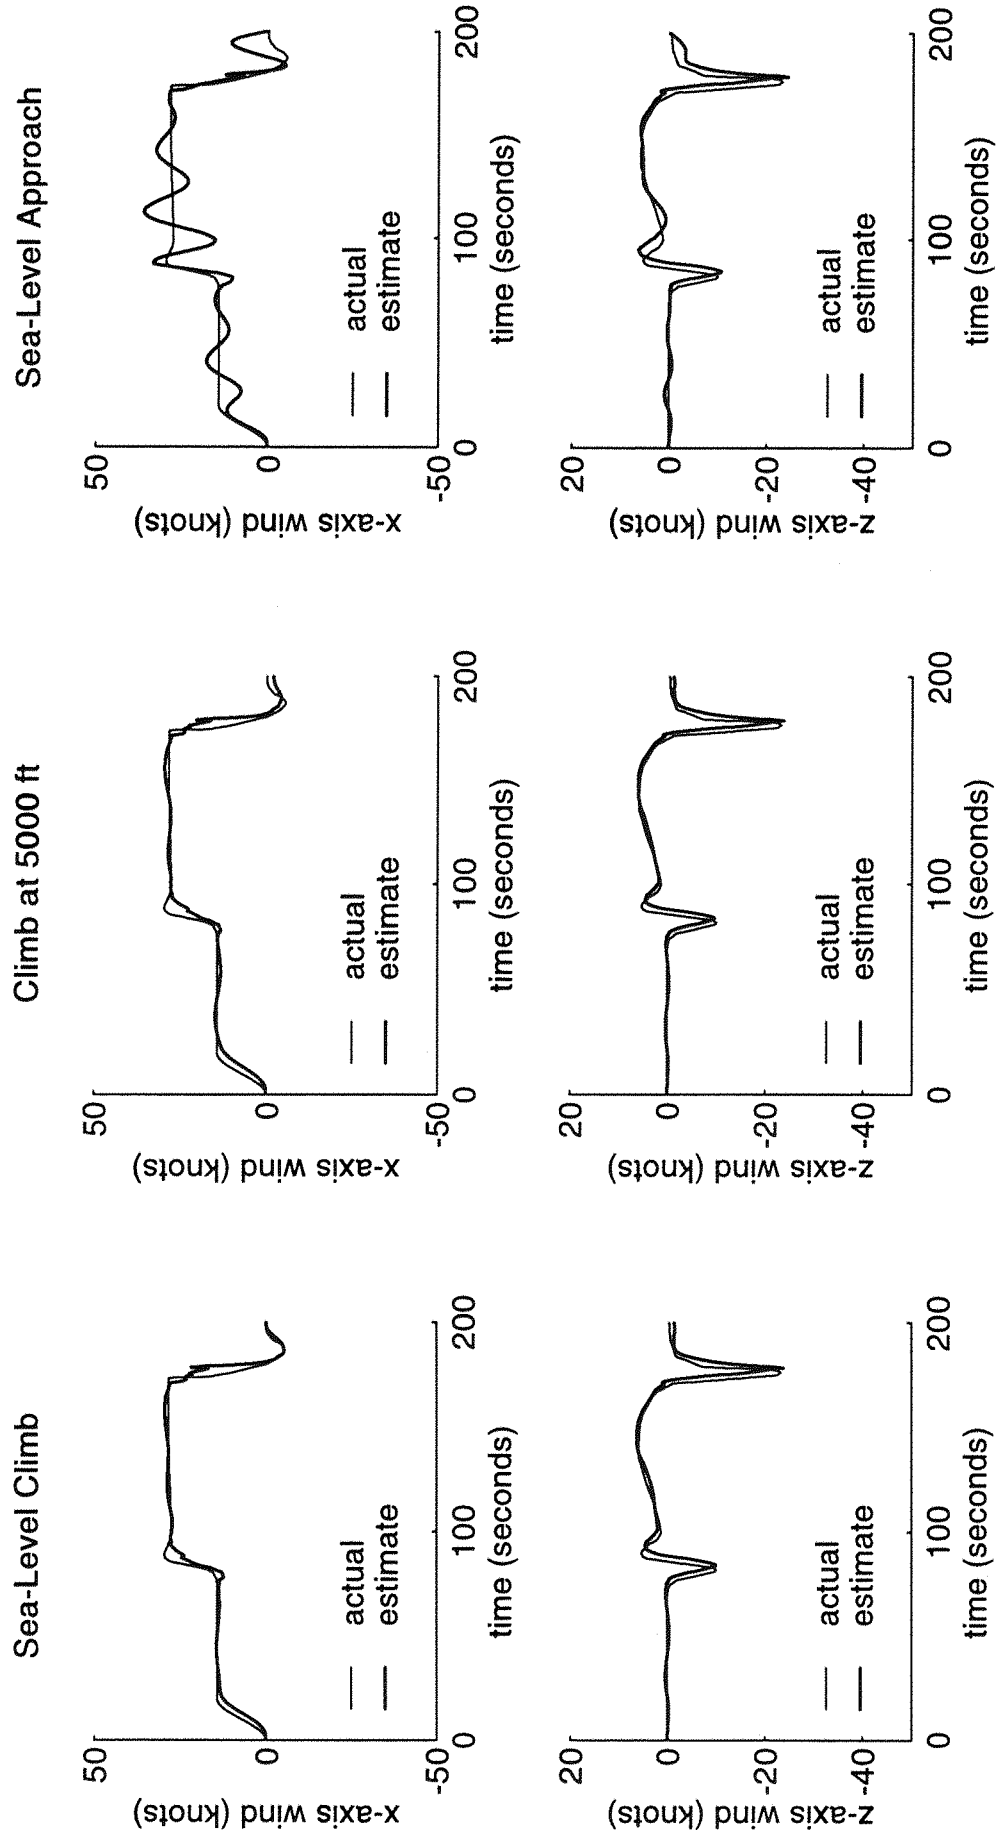 Sea-Level Climb
50
0
-50
x-axis wind (knots)
actual
estimate
0
100
200
time (seconds)
20
0
-20
-40
z-axis wind (knots)
actual
estimate
0
100
200
time (seconds)
Climb at 5000 ft
50
0
-50
x-axis wind (knots)
actual
estimate
0
100
200
time (seconds)
20
0
-20
-40
z-axis wind (knots)
actual
estimate
0
100
200
time (seconds)
Sea-Level Approach
50
0
-50
x-axis wind (knots)
actual
estimate
0
100
200
time (seconds)
20
0
-20
-40
z-axis wind (knots)
actual
estimate
0
100
200
time (seconds)